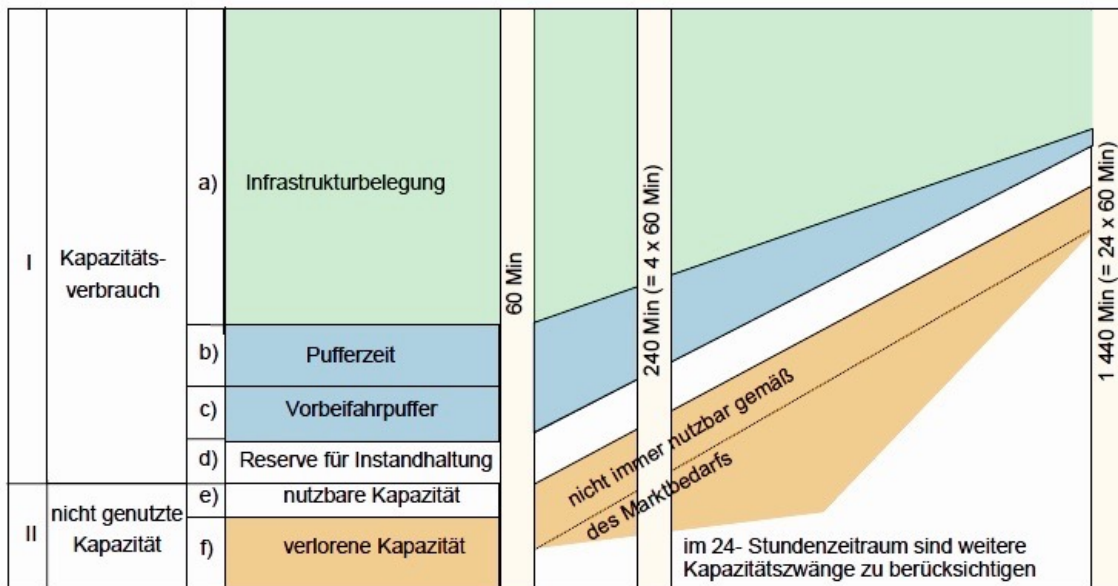 I
Kapazitäts-
verbrauch
a)
Infrastrukturbelegung
b)
Pufferzeit
c)
Vorbeifahrpuffer
d)
Reserve für Instandhaltung
II
nicht genutzte
Kapazität
e)
nutzbare Kapazität
f)
verlorene Kapazität
60 Min
240 Min (= 4 x 60 Min)
1 440 Min (= 24 x 60 Min)
nicht immer nutzbar gemäß
des Marktbedarfs
im 24- Stundenzeitraum sind weitere
Kapazitätszwänge zu berücksichtigen